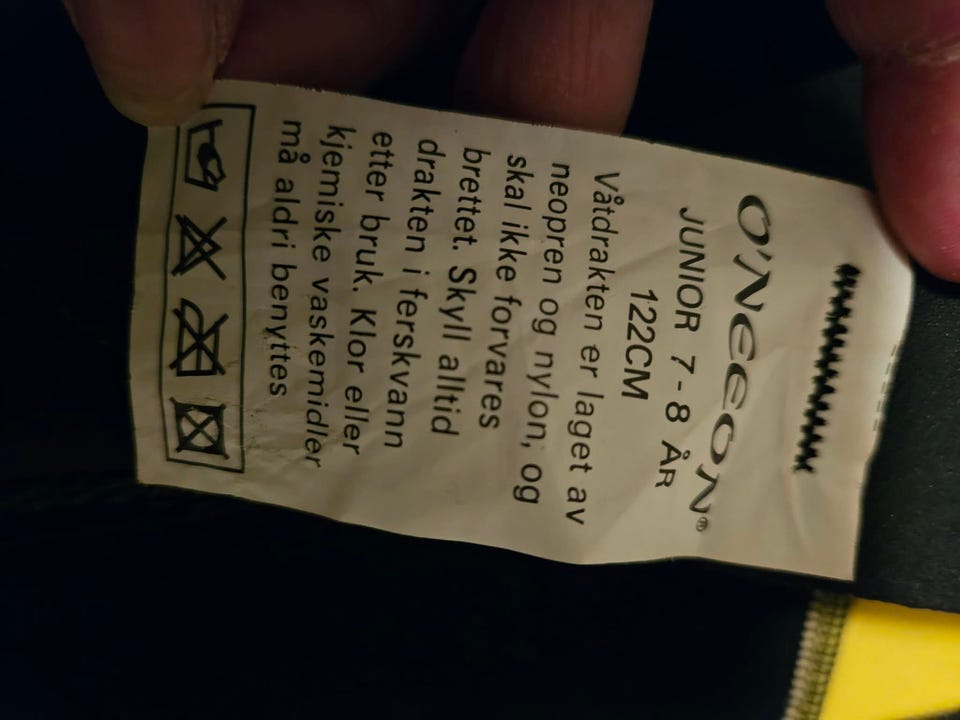 O'NEEON®
JUNIOR 7 - 8 ÅR
122CM
Våtdrakten er laget av
neopren og nylon, og
skal ikke forvares
brettet. Skyll alltid
drakten i ferskvann
etter bruk. Klor eller
kjemiske vaskemidler
må aldri benyttes